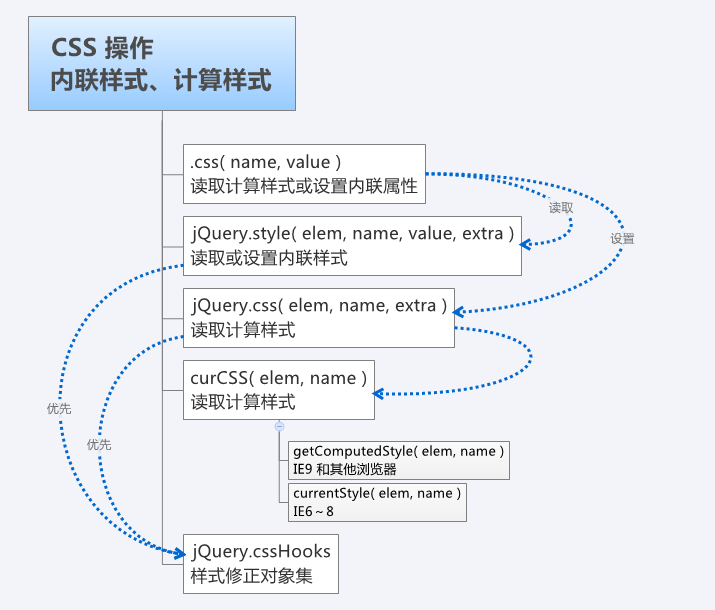 CSS 操作
内联样式、计算样式
.css( name, value )
读取计算样式或设置内联属性
读取
jQuery.style( elem, name, value, extra )
读取或设置内联样式
设置
jQuery.css( elem, name, extra )
读取计算样式
curCSS( elem, name )
读取计算样式
优先
优先
getComputedStyle( elem, name )
IE9 和其他浏览器
currentStyle( elem, name )
IE6~8
jQuery.cssHooks
样式修正对象集